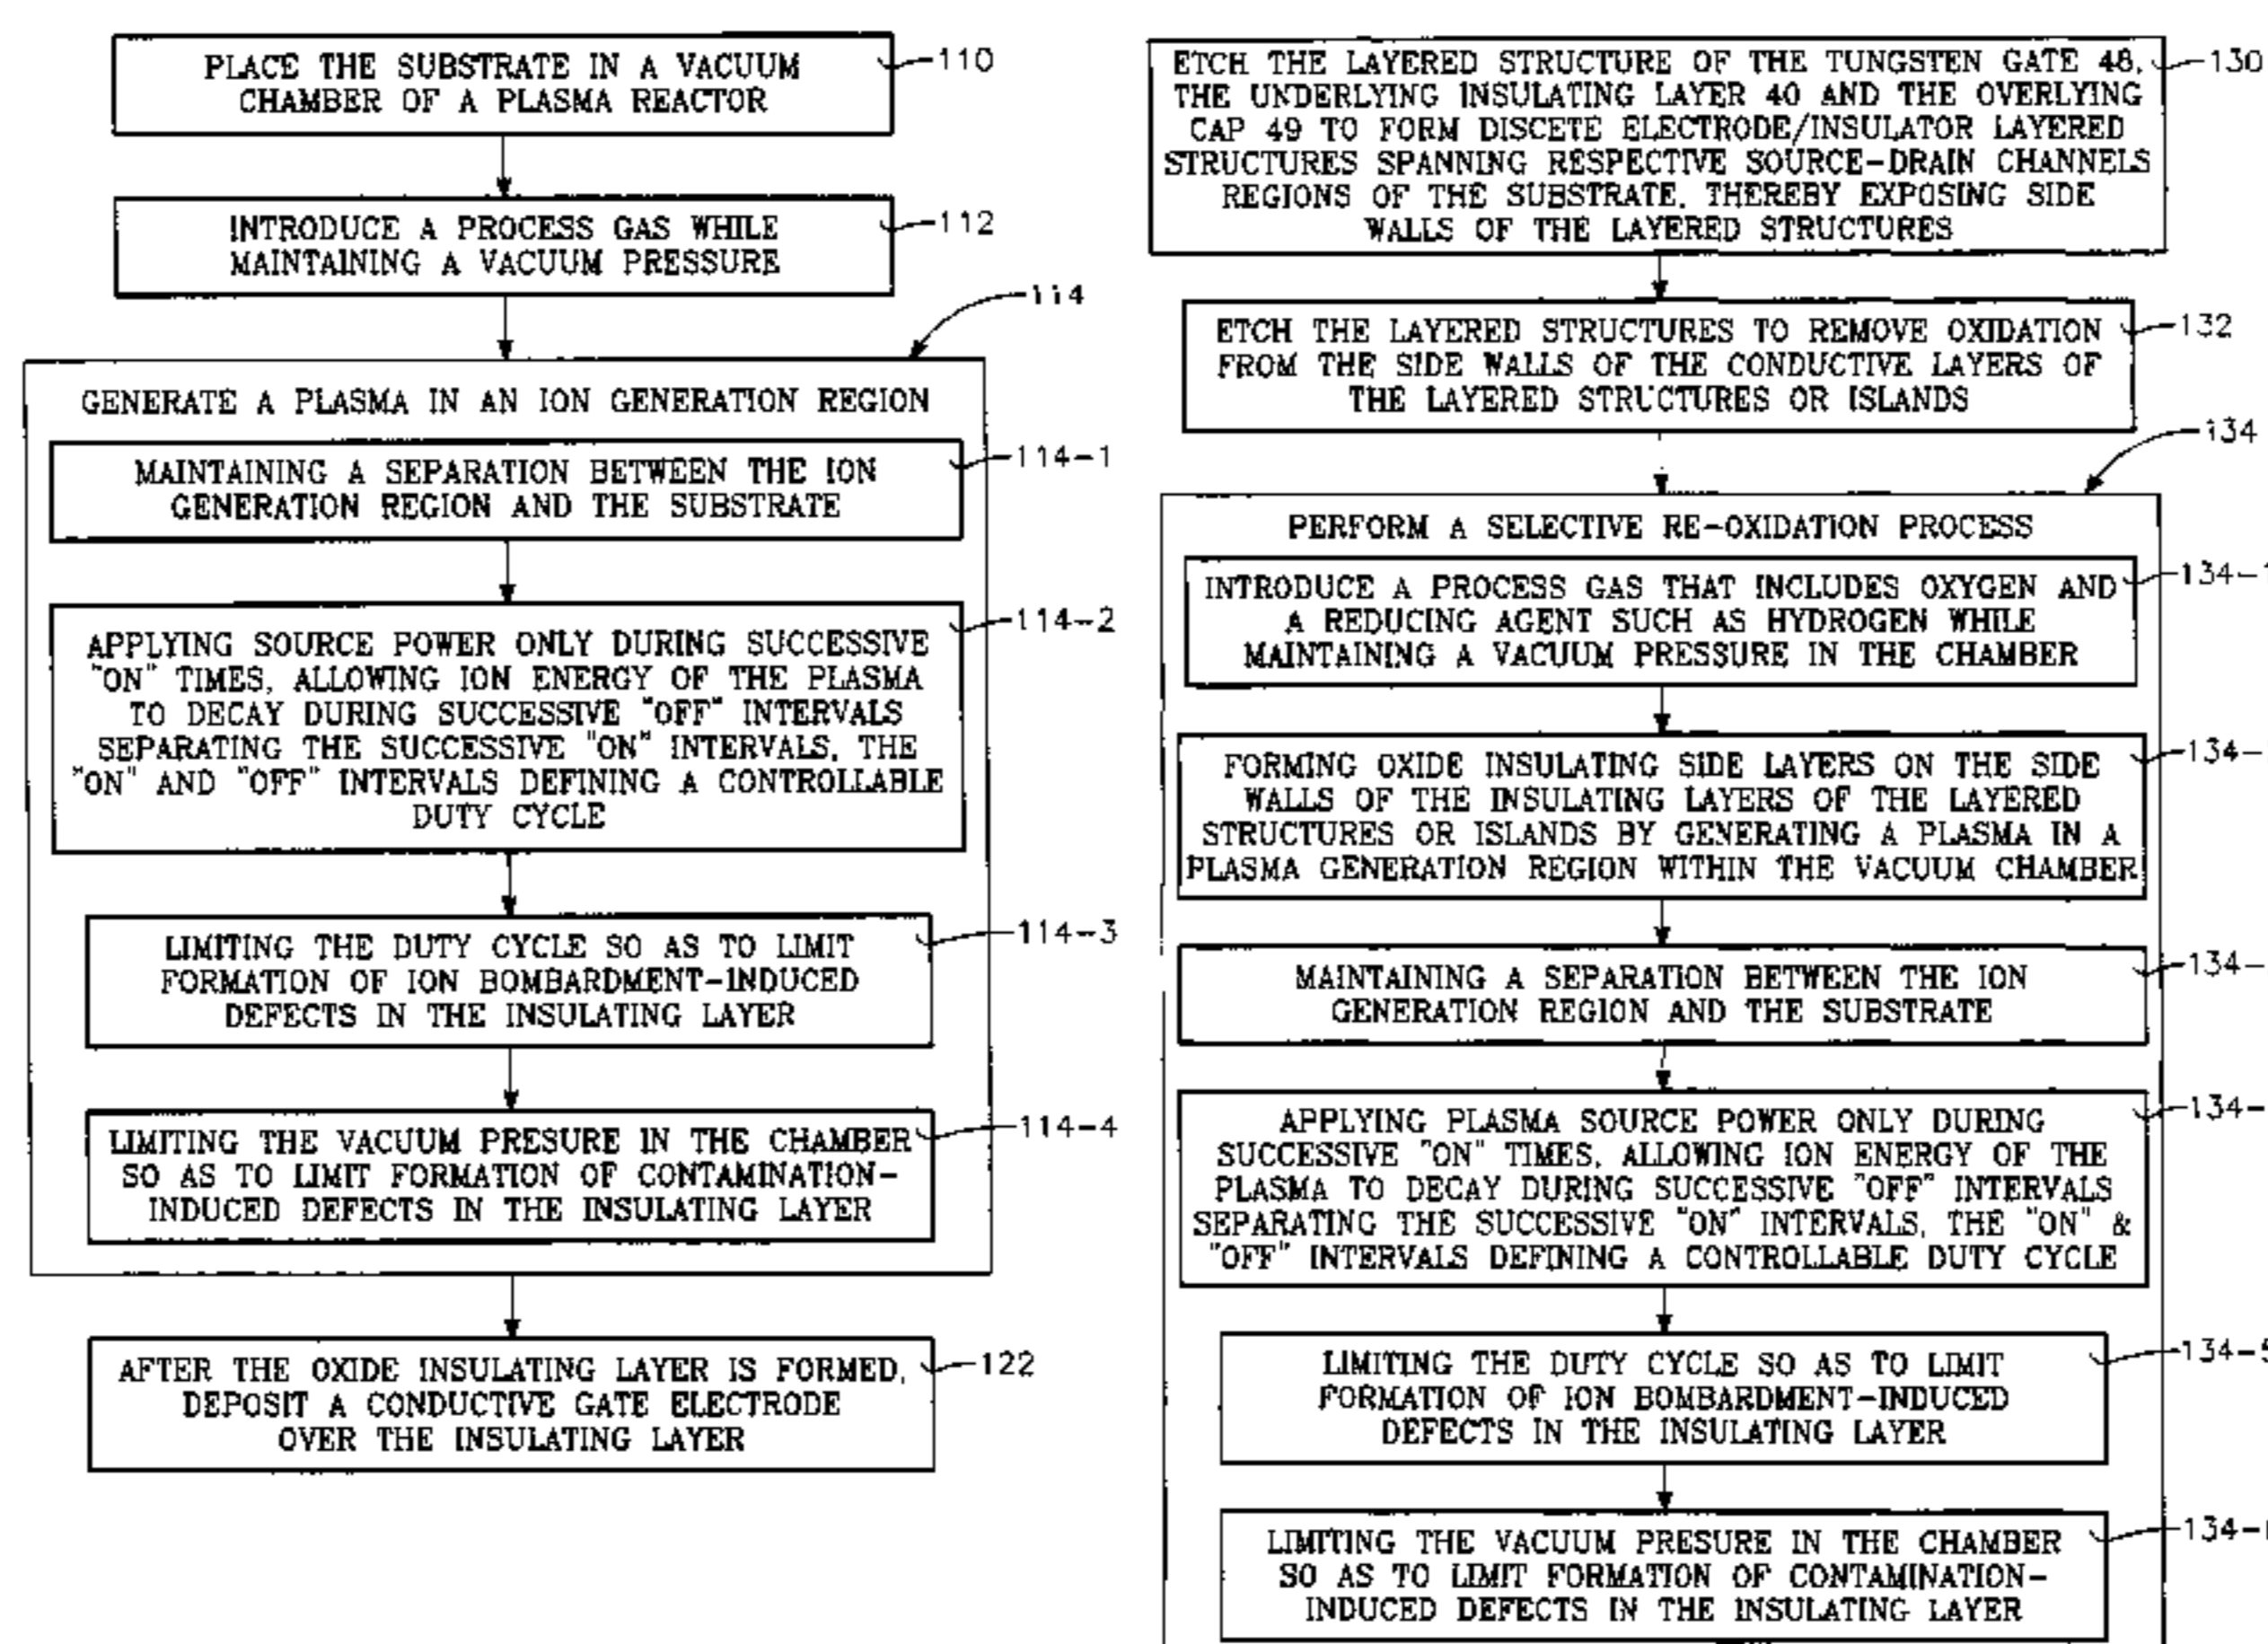 PLACE THE SUBSTRATE IN A VACUUM
CHAMBER OF A PLASMA REACTOR
110
INTRODUCE A PROCESS GAS WHILE
MAINTAINING A VACUUM PRESSURE
112
114
GENERATE A PLASMA IN AN ION GENERATION REGION
MAINTAINING A SEPARATION BETWEEN THE ION
GENERATION REGION AND THE SUBSTRATE
114-1
APPLYING SOURCE POWER ONLY DURING SUCCESSIVE
"ON" TIMES, ALLOWING ION ENERGY OF THE PLASMA
TO DECAY DURING SUCCESSIVE "OFF" INTERVALS
SEPARATING THE SUCCESSIVE "ON" INTERVALS, THE
"ON" AND "OFF" INTERVALS DEFINING A CONTROLLABLE
DUTY CYCLE
114-2
LIMITING THE DUTY CYCLE SO AS TO LIMIT
FORMATION OF ION BOMBARDMENT-INDUCED
DEFECTS IN THE INSULATING LAYER
114-3
LIMITING THE VACUUM PRESURE IN THE CHAMBER
SO AS TO LIMIT FORMATION OF CONTAMINATION-
INDUCED DEFECTS IN THE INSULATING LAYER
114-4
AFTER THE OXIDE INSULATING LAYER IS FORMED,
DEPOSIT A CONDUCTIVE GATE ELECTRODE
OVER THE INSULATING LAYER
122
ETCH THE LAYERED STRUCTURE OF THE TUNGSTEN GATE 48,
THE UNDERLYING INSULATING LAYER 40 AND THE OVERLYING
CAP 49 TO FORM DISCETE ELECTRODE/INSULATOR LAYERED
STRUCTURES SPANNING RESPECTIVE SOURCE-DRAIN CHANNELS
REGIONS OF THE SUBSTRATE, THEREBY EXPOSING SIDE
WALLS OF THE LAYERED STRUCTURES
130
ETCH THE LAYERED STRUCTURES TO REMOVE OXIDATION
FROM THE SIDE WALLS OF THE CONDUCTIVE LAYERS OF
THE LAYERED STRUCTURES OR ISLANDS
132
134
PERFORM A SELECTIVE RE-OXIDATION PROCESS
INTRODUCE A PROCESS GAS THAT INCLUDES OXYGEN AND
A REDUCING AGENT SUCH AS HYDROGEN WHILE
MAINTAINING A VACUUM PRESSURE IN THE CHAMBER
134-1
FORMING OXIDE INSULATING SIDE LAYERS ON THE SIDE
WALLS OF THE INSULATING LAYERS OF THE LAYERED
STRUCTURES OR ISLANDS BY GENERATING A PLASMA IN A
PLASMA GENERATION REGION WITHIN THE VACUUM CHAMBER
134-
MAINTAINING A SEPARATION BETWEEN THE ION
GENERATION REGION AND THE SUBSTRATE
134-
APPLYING PLASMA SOURCE POWER ONLY DURING
SUCCESSIVE "ON" TIMES, ALLOWING ION ENERGY OF THE
PLASMA TO DECAY DURING SUCCESSIVE "OFF" INTERVALS
SEPARATING THE SUCCESSIVE "ON" INTERVALS, THE "ON" &
"OFF" INTERVALS DEFINING A CONTROLLABLE DUTY CYCLE
134-
LIMITING THE DUTY CYCLE SO AS TO LIMIT
FORMATION OF ION BOMBARDMENT-INDUCED
DEFECTS IN THE INSULATING LAYER
134-5
LIMITING THE VACUUM PRESURE IN THE CHAMBER
SO AS TO LIMIT FORMATION OF CONTAMINATION-
INDUCED DEFECTS IN THE INSULATING LAYER
134-